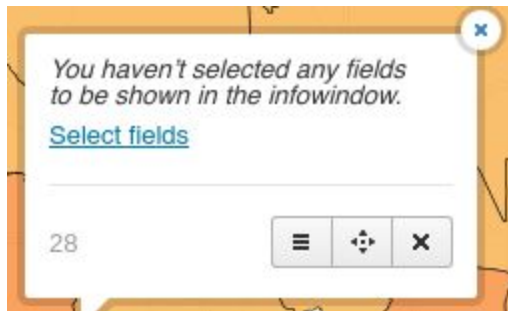 You haven't selected any fields
to be shown in the infowindow.
Select fields
28